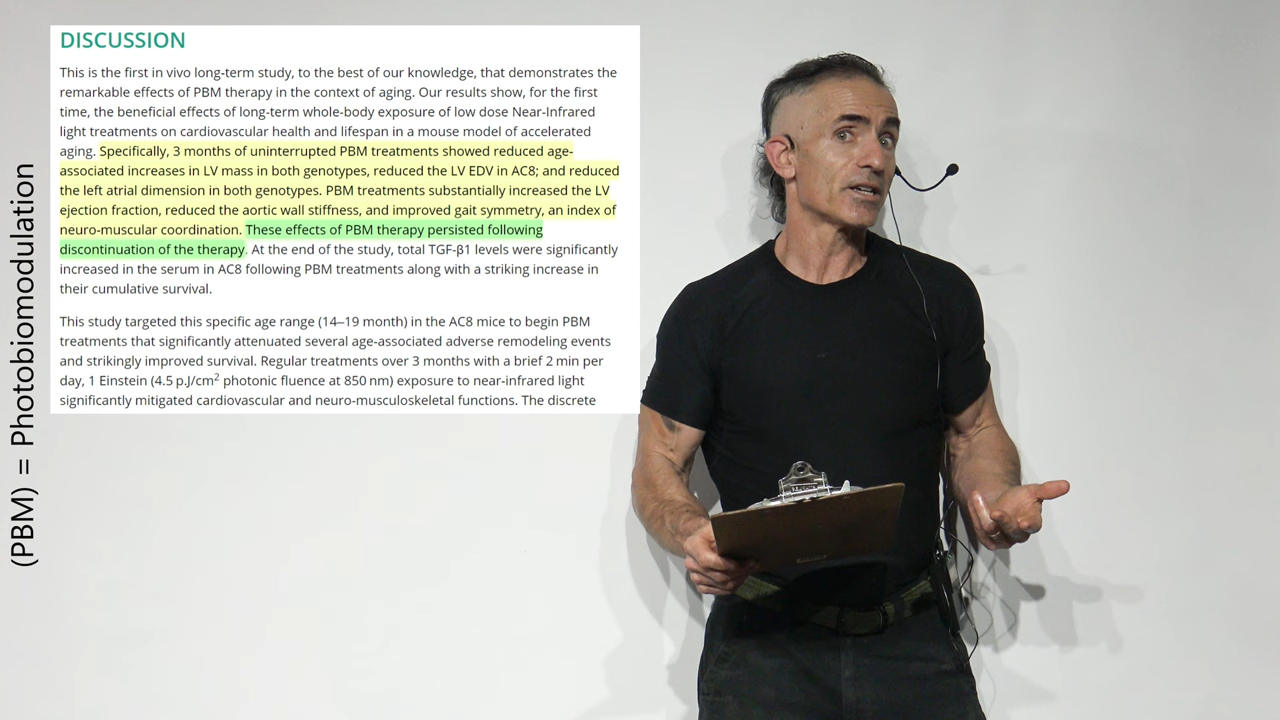 (PBM) = Photobiomodulation
DISCUSSION
This is the first in vivo long-term study, to the best of our knowledge, that demonstrates the
remarkable effects of PBM therapy in the context of aging. Our results show, for the first
time, the beneficial effects of long-term whole-body exposure of low dose Near-Infrared
light treatments on cardiovascular health and lifespan in a mouse model of accelerated
aging. Specifically, 3 months of uninterrupted PBM treatments showed reduced age-
associated increases in LV mass in both genotypes, reduced the LV EDV in AC8; and reduced
the left atrial dimension in both genotypes. PBM treatments substantially increased the LV
ejection fraction, reduced the aortic wall stiffness, and improved gait symmetry, an index of
neuro-muscular coordination. These effects of PBM therapy persisted following
discontinuation of the therapy. At the end of the study, total TGF-β1 levels were significantly
increased in the serum in AC8 following PBM treatments along with a striking increase in
their cumulative survival.
This study targeted this specific age range (14–19 month) in the AC8 mice to begin PBM
treatments that significantly attenuated several age-associated adverse remodeling events
and strikingly improved survival. Regular treatments over 3 months with a brief 2 min per
day, 1 Einstein (4.5 p.J/cm² photonic fluence at 850 nm) exposure to near-infrared light
significantly mitigated cardiovascular and neuro-musculoskeletal functions. The discrete